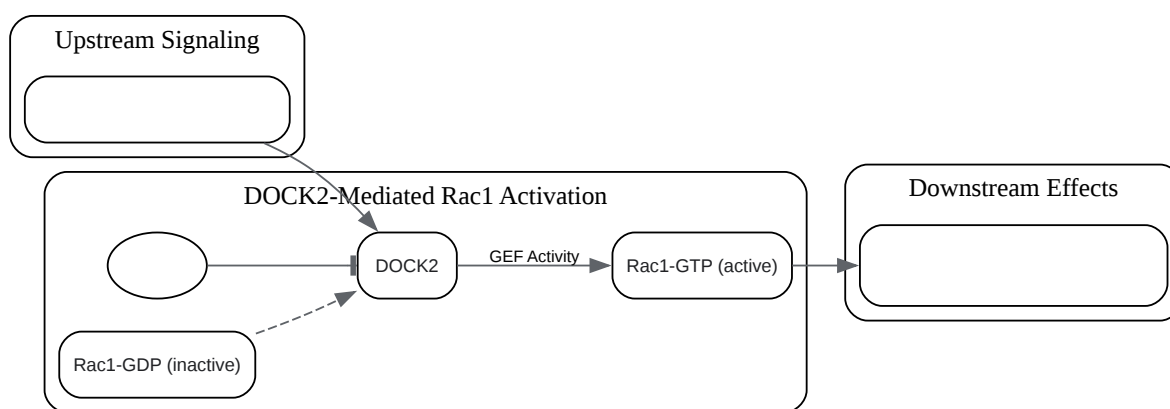 Upstream Signaling
DOCK2-Mediated Rac1 Activation
Downstream Effects
DOCK2
GEF Activity
Rac1-GTP (active)
Rac1-GDP (inactive)